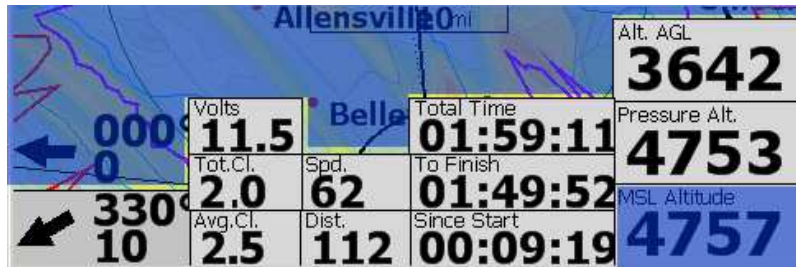 Allensville
10 mi
Alt. AGL
3642
Volts
11.5
Belle
Total Time
01:59:11
Pressure Alt.
4753
000°
0
Tot.Cl.
2.0
Spd.
62
To Finish
01:49:52
MSL Altitude
4757
330°
10
Avg.Cl.
2.5
Dist.
112
Since Start
00:09:19